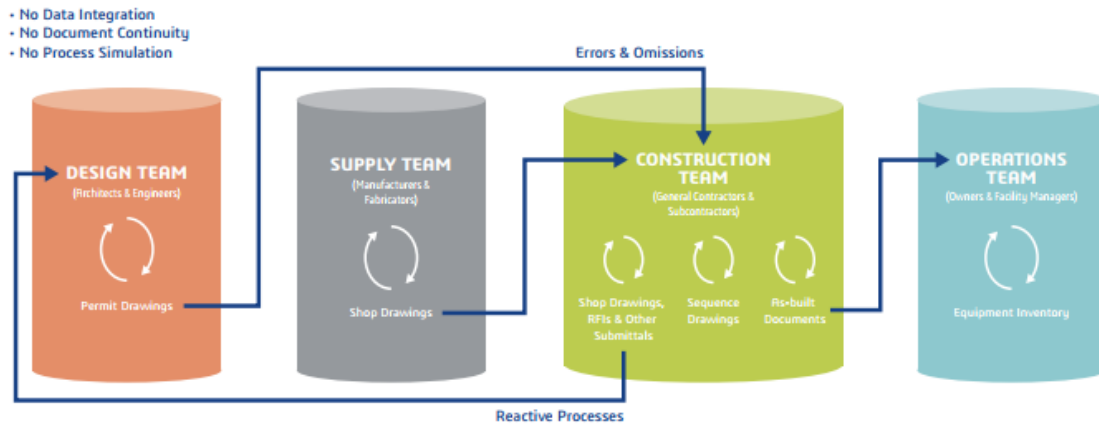 • No Data Integration
• No Document Continuity
• No Process Simulation
Errors & Omissions
DESIGN TEAM
(Architects & Engineers)
Permit Drawings
SUPPLY TEAM
(Manufacturers &
Fabricators)
Shop Drawings
CONSTRUCTION
TEAM
(General Contractors &
Subcontractors)
Shop Drawings,
RFIs & Other
Submittals
Sequence
Drawings
As-built
Documents
OPERATIONS
TEAM
(Owners & Facility Managers)
Equipment Inventory
Reactive Processes